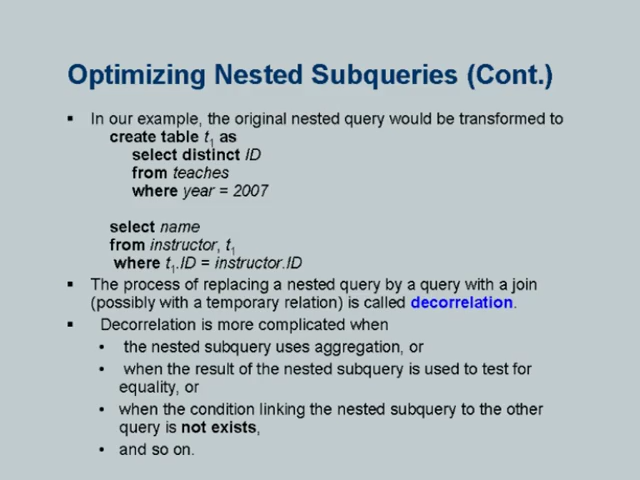 Optimizing Nested Subqueries (Cont.)
▪ In our example, the original nested query would be transformed to
create table t1 as
select distinct ID
from teaches
where year = 2007
select name
from instructor, t1
where t1.ID = instructor.ID
▪ The process of replacing a nested query by a query with a join
(possibly with a temporary relation) is called decorrelation.
▪ Decorrelation is more complicated when
• the nested subquery uses aggregation, or
• when the result of the nested subquery is used to test for
equality, or
• when the condition linking the nested subquery to the other
query is not exists,
• and so on.